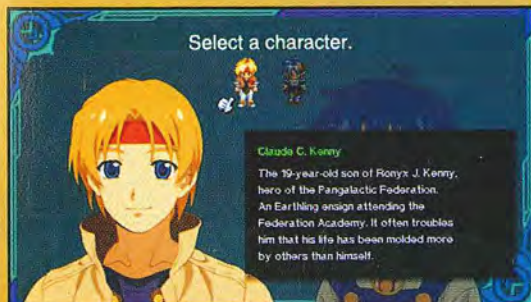 Select a character.
Claude C. Kenny
The 19-year-old son of Ronyx J. Kenny,
hero of the Pangalactic Federation.
An Earthling ensign attending the
Federation Academy. It often troubles
him that his life has been molded more
by others than himself.